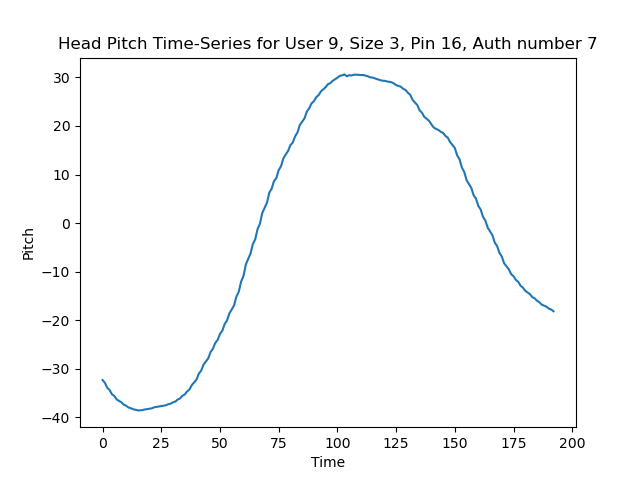 Head Pitch Time-Series for User 9, Size 3, Pin 16, Auth number 7
30
20
10
0
−10
−20
−30
−40
Pitch
0 25 50 75 100 125 150 175 200
Time